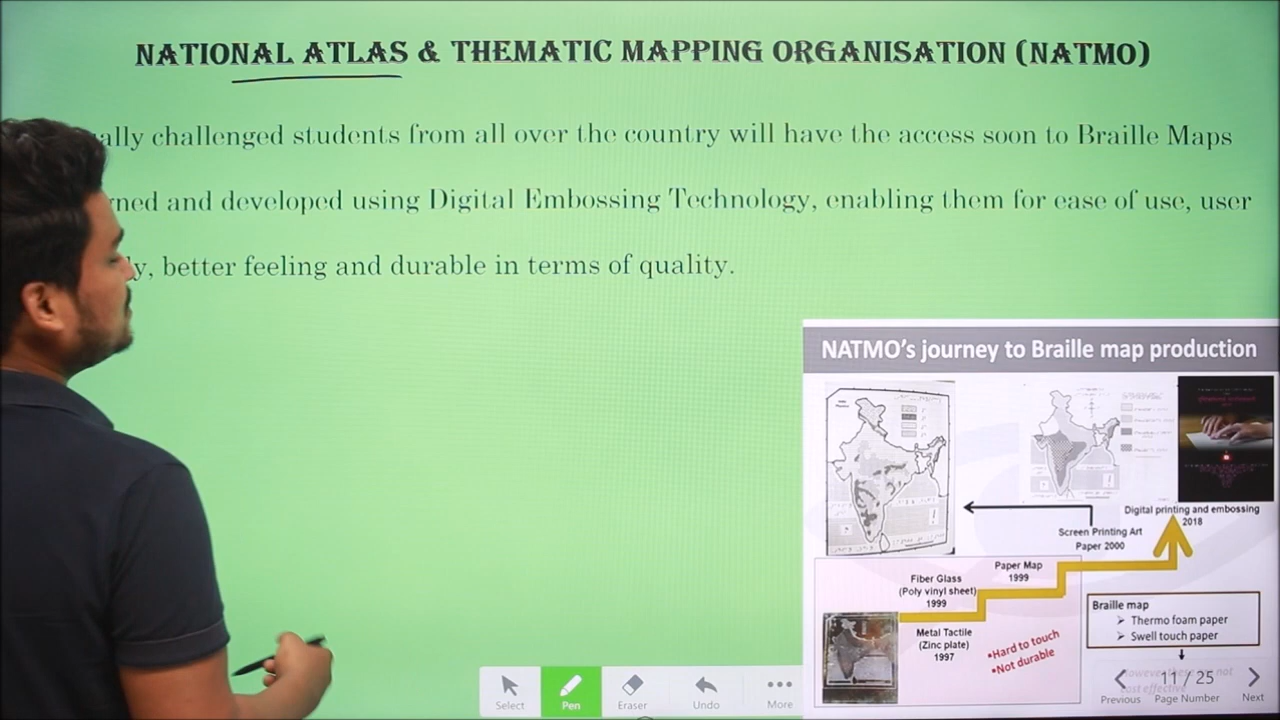 NATIONAL ATLAS & THEMATIC MAPPING ORGANISATION (NATMO)
challenged students from all over the country will have the access soon to Braille Maps
and developed using Digital Embossing Technology, enabling them for ease of use, user
better feeling and durable in terms of quality.
NATMO's journey to Braille map production
Digital printing and embossing
2018
Screen Printing Art
Paper 2000
Paper Map
1999
Fiber Glass
(Poly vinyl sheet)
1999
Metal Tactile
(Zinc plate)
1997
•Hard to touch
•Not durable
Braille map
➢ Thermo foam paper
➢ Swell touch paper
Select
Pen
Eraser
Undo
More
11 / 25
Previous
Page Number
Next